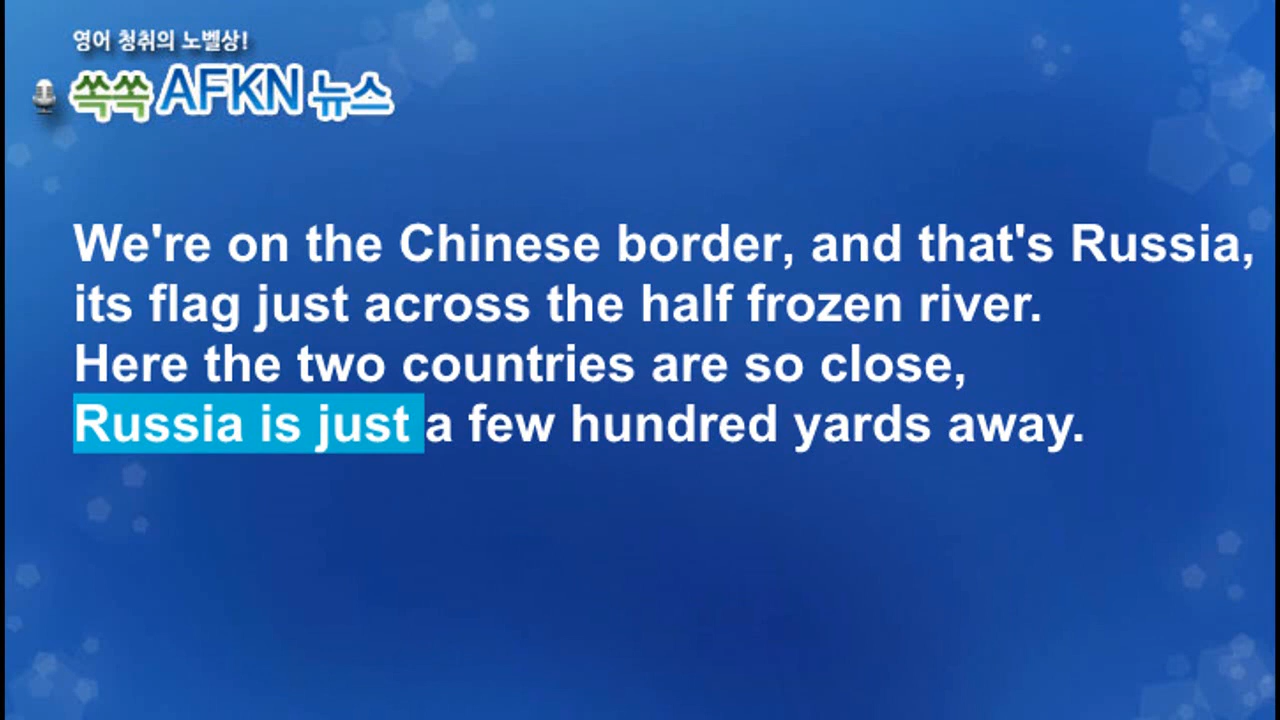 영어 청취의 노벨상!
쏙쏙 AFKN 뉴스
We're on the Chinese border, and that's Russia,
its flag just across the half frozen river.
Here the two countries are so close,
Russia is just a few hundred yards away.